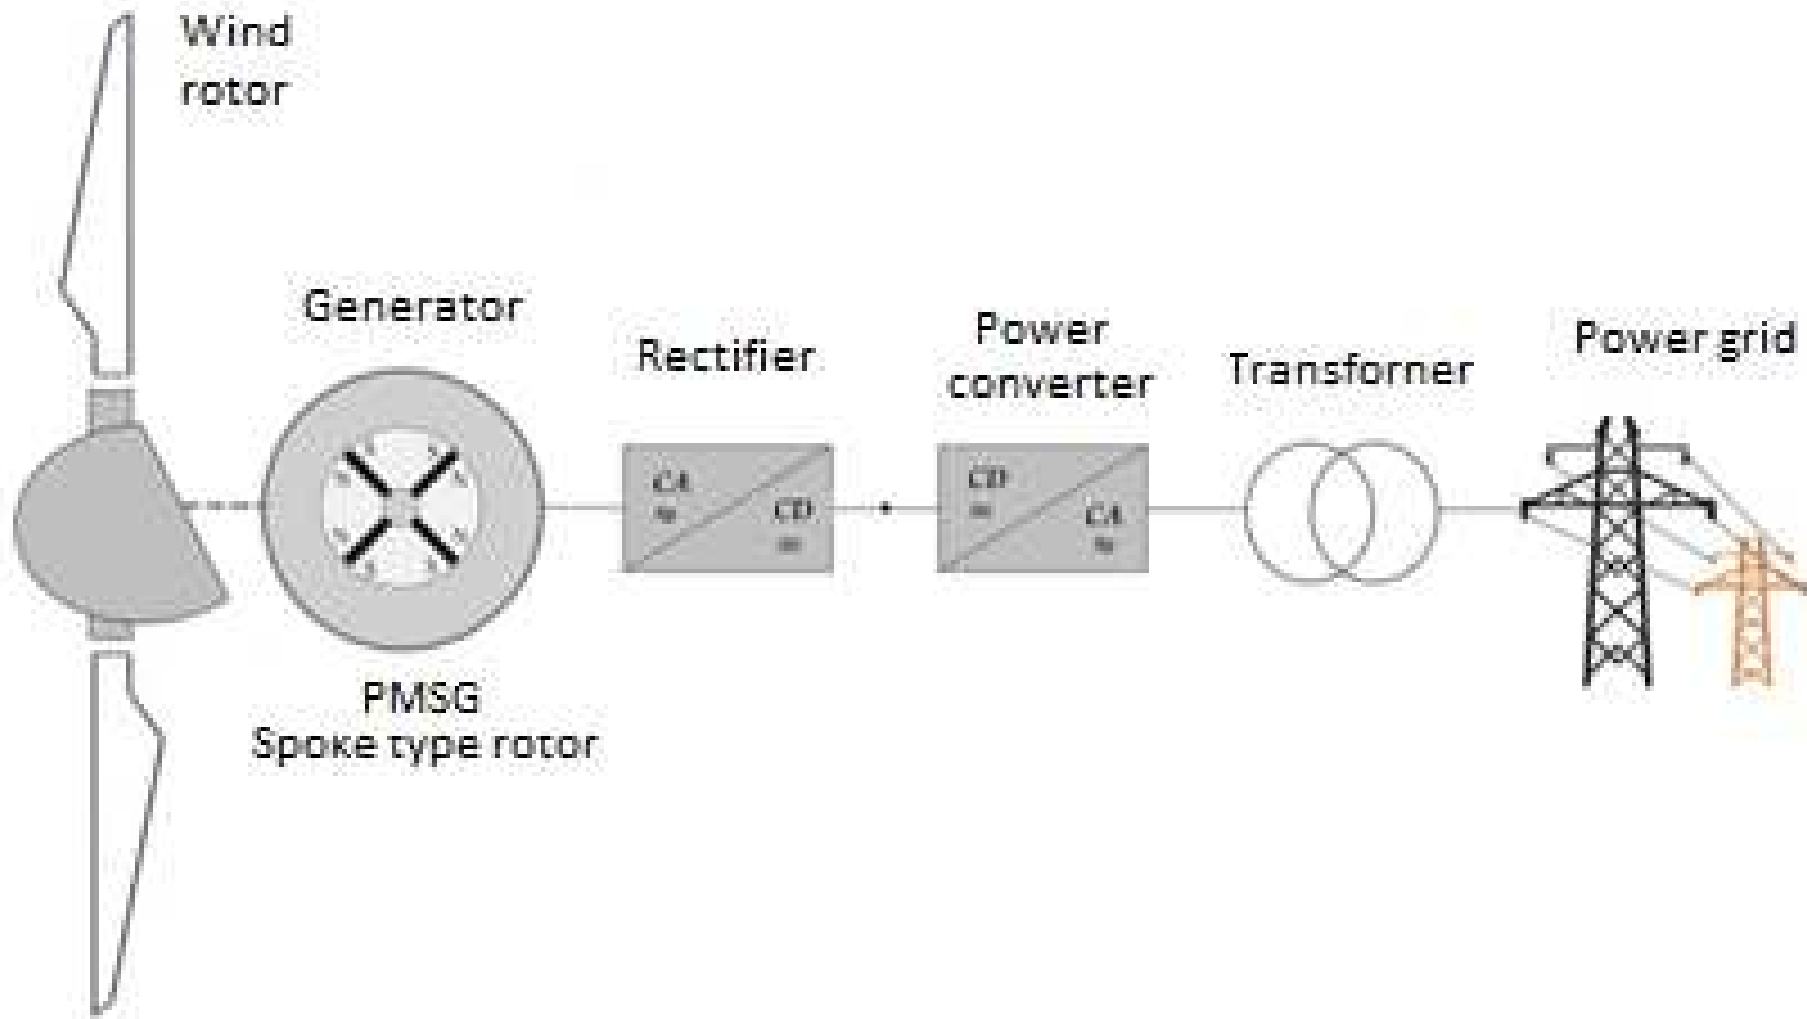 Wind
rotor
Generator
Rectifier
Power
converter
Transforner
Power grid
CA
CD
CD
CA
PMSG
Spoke type rotor